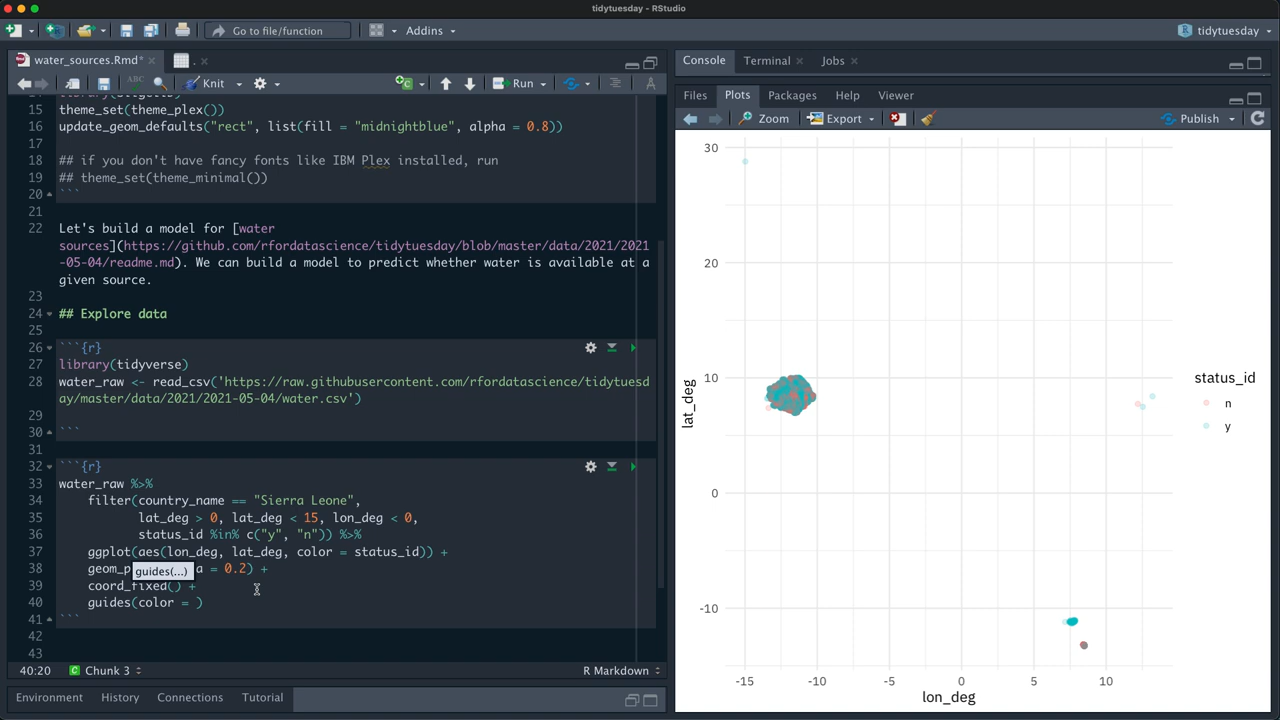 tidytuesday - RStudio
Go to file/function
Addins
tidytuesday
water_sources.Rmd*
.
Knit
Run
15 theme_set(theme_plex())
16 update_geom_defaults("rect", list(fill = "midnightblue", alpha = 0.8))
17
18 ## if you don't have fancy fonts like IBM Plex installed, run
19 ## theme_set(theme_minimal())
20 ```
21
22 Let's build a model for [water
sources](https://github.com/rfordatascience/tidytuesday/blob/master/data/2021/2021
-05-04/readme.md). We can build a model to predict whether water is available at a
given source.
23
24 ## Explore data
25
26 ```{r}
27 library(tidyverse)
28 water_raw <- read_csv('https://raw.githubusercontent.com/rfordatascience/tidytuesd
ay/master/data/2021/2021-05-04/water.csv')
29
30 ```
31
32 ```{r}
33 water_raw %>%
34 filter(country_name == "Sierra Leone",
35 lat_deg > 0, lat_deg < 15, lon_deg < 0,
36 status_id %in% c("y", "n")) %>%
37 ggplot(aes(lon_deg, lat_deg, color = status_id)) +
38 geom_p guides(...) a = 0.2) +
39 coord_fixed() +
40 guides(color = )
41 ```
42
43
40:20 Chunk 3 R Markdown
Environment History Connections Tutorial
Console Terminal Jobs
Files Plots Packages Help Viewer
Zoom Export Publish
30
20
10
0
-10
lat_deg
-15 -10 -5 0 5 10
lon_deg
status_id
n
y